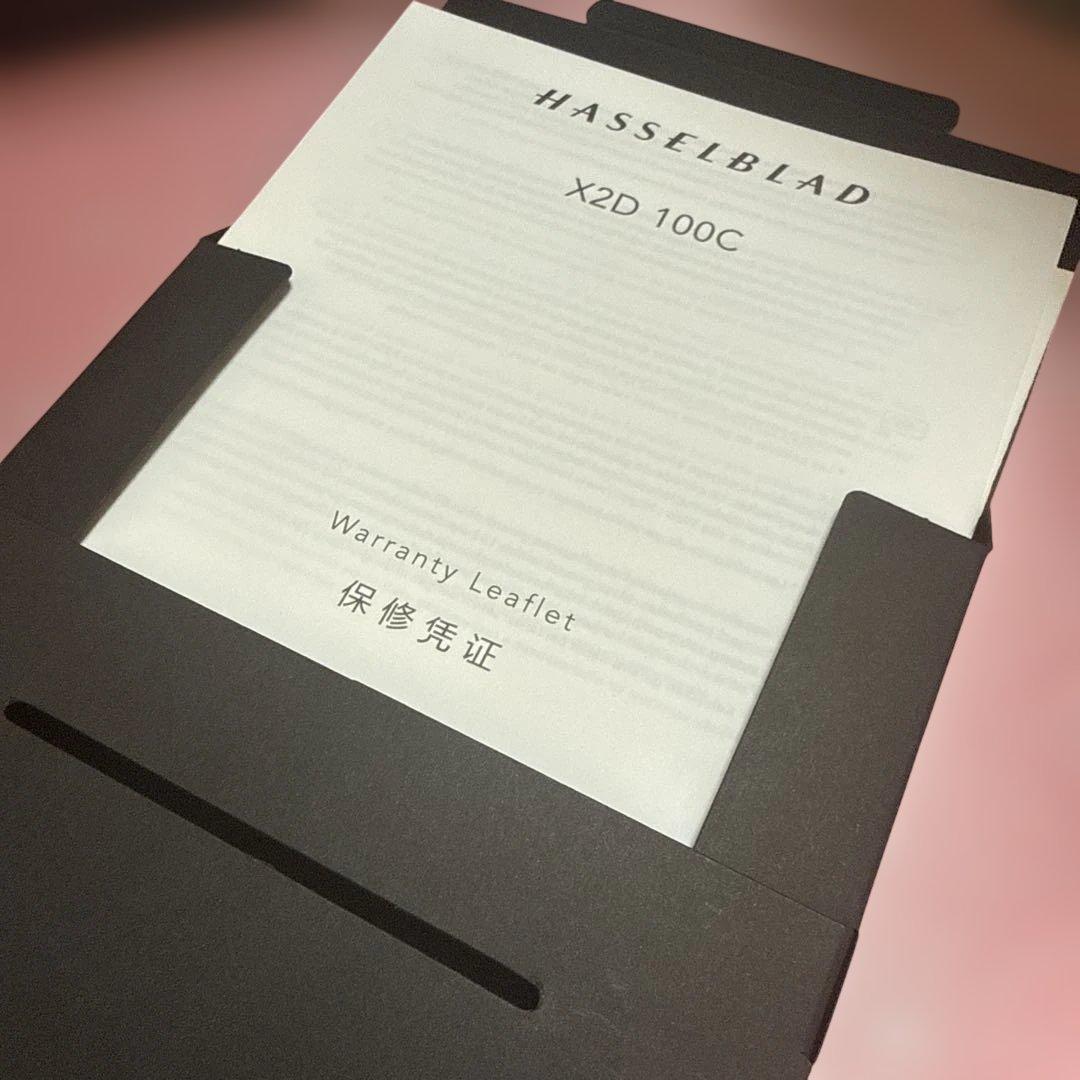 HASSELBLAD
X2D 100C
Warranty Leaflet
保修凭证